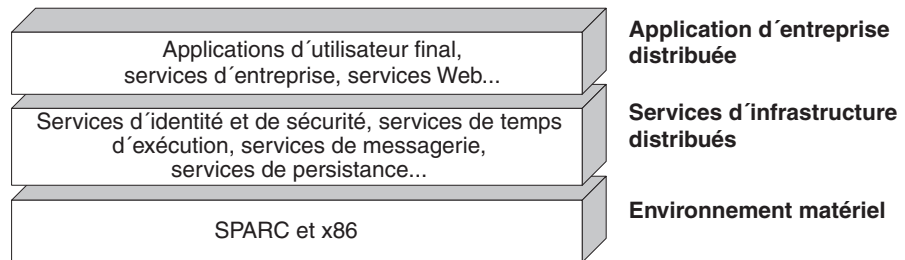 Applications d´utilisateur final,
services d´entreprise, services Web...
Application d´entreprise
distribuée
Services d´identité et de sécurité, services de temps
d´exécution, services de messagerie,
services de persistance...
Services d´infrastructure
distribués
SPARC et x86
Environnement matériel